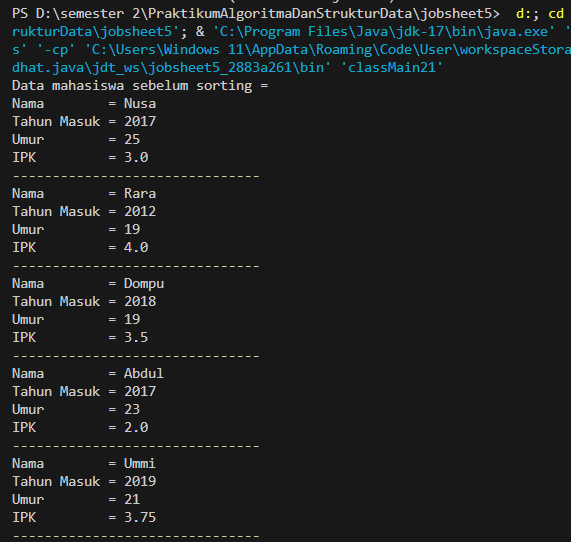 PS D:\semester 2\PraktikumAlgoritmaDanStrukturData\jobsheet5>  d:; cd
rukturData\jobsheet5'; & 'C:\Program Files\Java\jdk-17\bin\java.exe' '
s' '-cp' 'C:\Users\Windows 11\AppData\Roaming\Code\User\workspaceStora
dhat.java\jdt_ws\jobsheet5_2883a261\bin' 'classMain21'
Data mahasiswa sebelum sorting =
Nama        = Nusa
Tahun Masuk = 2017
Umur        = 25
IPK         = 3.0
-------------------------------
Nama        = Rara
Tahun Masuk = 2012
Umur        = 19
IPK         = 4.0
-------------------------------
Nama        = Dompu
Tahun Masuk = 2018
Umur        = 19
IPK         = 3.5
-------------------------------
Nama        = Abdul
Tahun Masuk = 2017
Umur        = 23
IPK         = 2.0
-------------------------------
Nama        = Ummi
Tahun Masuk = 2019
Umur        = 21
IPK         = 3.75
-------------------------------